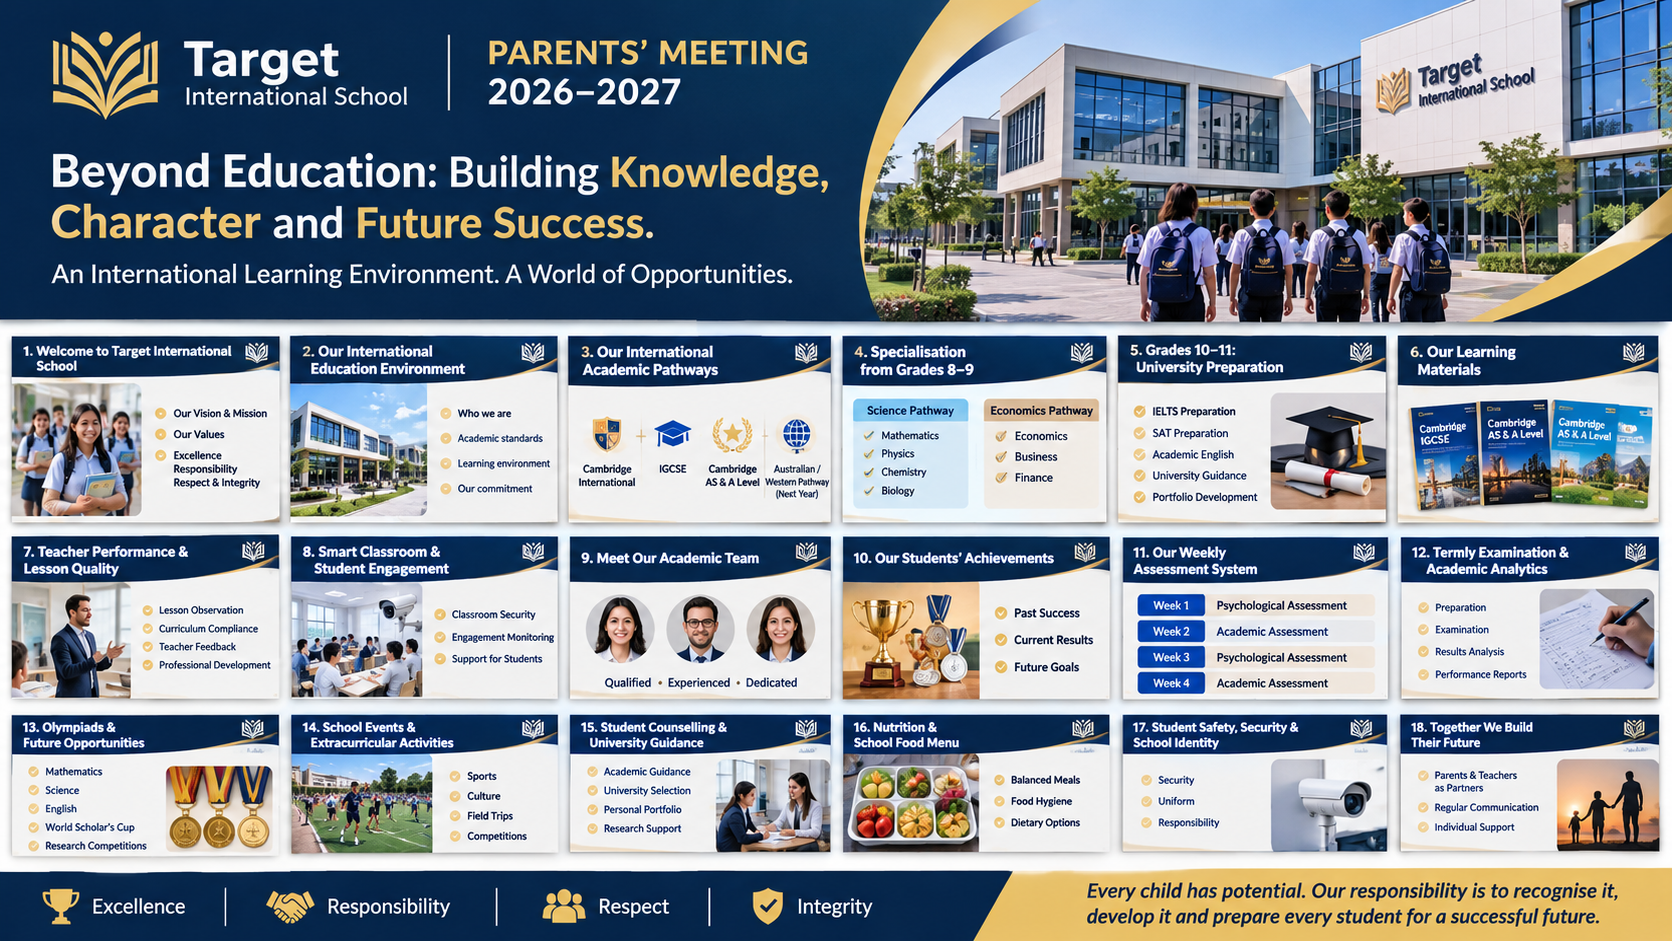 Target
International School
PARENTS' MEETING
2026–2027
Beyond Education: Building Knowledge,
Character and Future Success.
An International Learning Environment. A World of Opportunities.
Target
International School
1. Welcome to Target International
School
Our Vision & Mission
Our Values
Excellence
Responsibility
Respect & Integrity
2. Our International
Education Environment
Who we are
Academic standards
Learning environment
Our commitment
3. Our International
Academic Pathways
Cambridge
International
IGCSE
Cambridge
AS & A Level
Australian /
Western Pathway
(Next Year)
4. Specialisation
from Grades 8–9
Science Pathway
Mathematics
Physics
Chemistry
Biology
Economics Pathway
Economics
Business
Finance
5. Grades 10–11:
University Preparation
IELTS Preparation
SAT Preparation
Academic English
University Guidance
Portfolio Development
6. Our Learning
Materials
Cambridge
IGCSE
Cambridge
AS & A Level
Cambridge
AS & A Level
7. Teacher Performance &
Lesson Quality
Lesson Observation
Curriculum Compliance
Teacher Feedback
Professional Development
8. Smart Classroom &
Student Engagement
Classroom Security
Engagement Monitoring
Support for Students
9. Meet Our Academic Team
Qualified • Experienced • Dedicated
10. Our Students' Achievements
Past Success
Current Results
Future Goals
11. Our Weekly
Assessment System
Week 1 Psychological Assessment
Week 2 Academic Assessment
Week 3 Psychological Assessment
Week 4 Academic Assessment
12. Termly Examination &
Academic Analytics
Preparation
Examination
Results Analysis
Performance Reports
13. Olympiads &
Future Opportunities
Mathematics
Science
English
World Scholar's Cup
Research Competitions
14. School Events &
Extracurricular Activities
Sports
Culture
Field Trips
Competitions
15. Student Counselling &
University Guidance
Academic Guidance
University Selection
Personal Portfolio
Research Support
16. Nutrition &
School Food Menu
Balanced Meals
Food Hygiene
Dietary Options
17. Student Safety, Security &
School Identity
Security
Uniform
Responsibility
18. Together We Build
Their Future
Parents & Teachers
as Partners
Regular Communication
Individual Support
Excellence
Responsibility
Respect
Integrity
Every child has potential. Our responsibility is to recognise it,
develop it and prepare every student for a successful future.